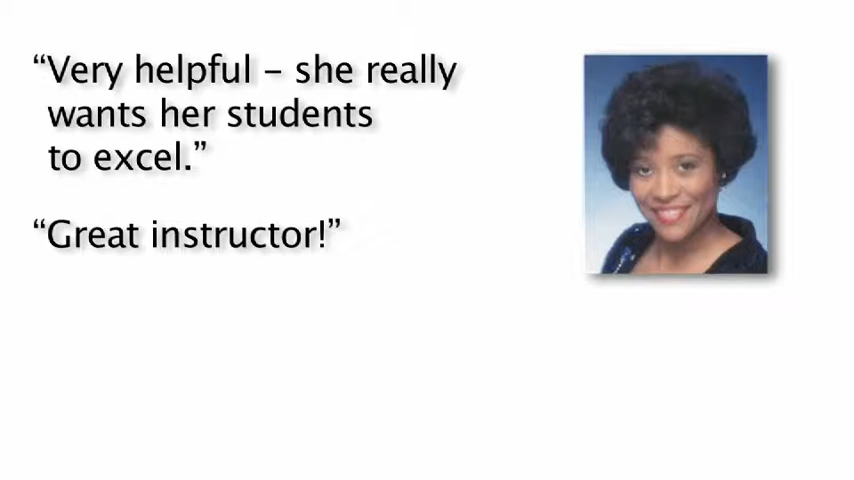 “Very helpful – she really
wants her students
to excel.”
“Great instructor!”